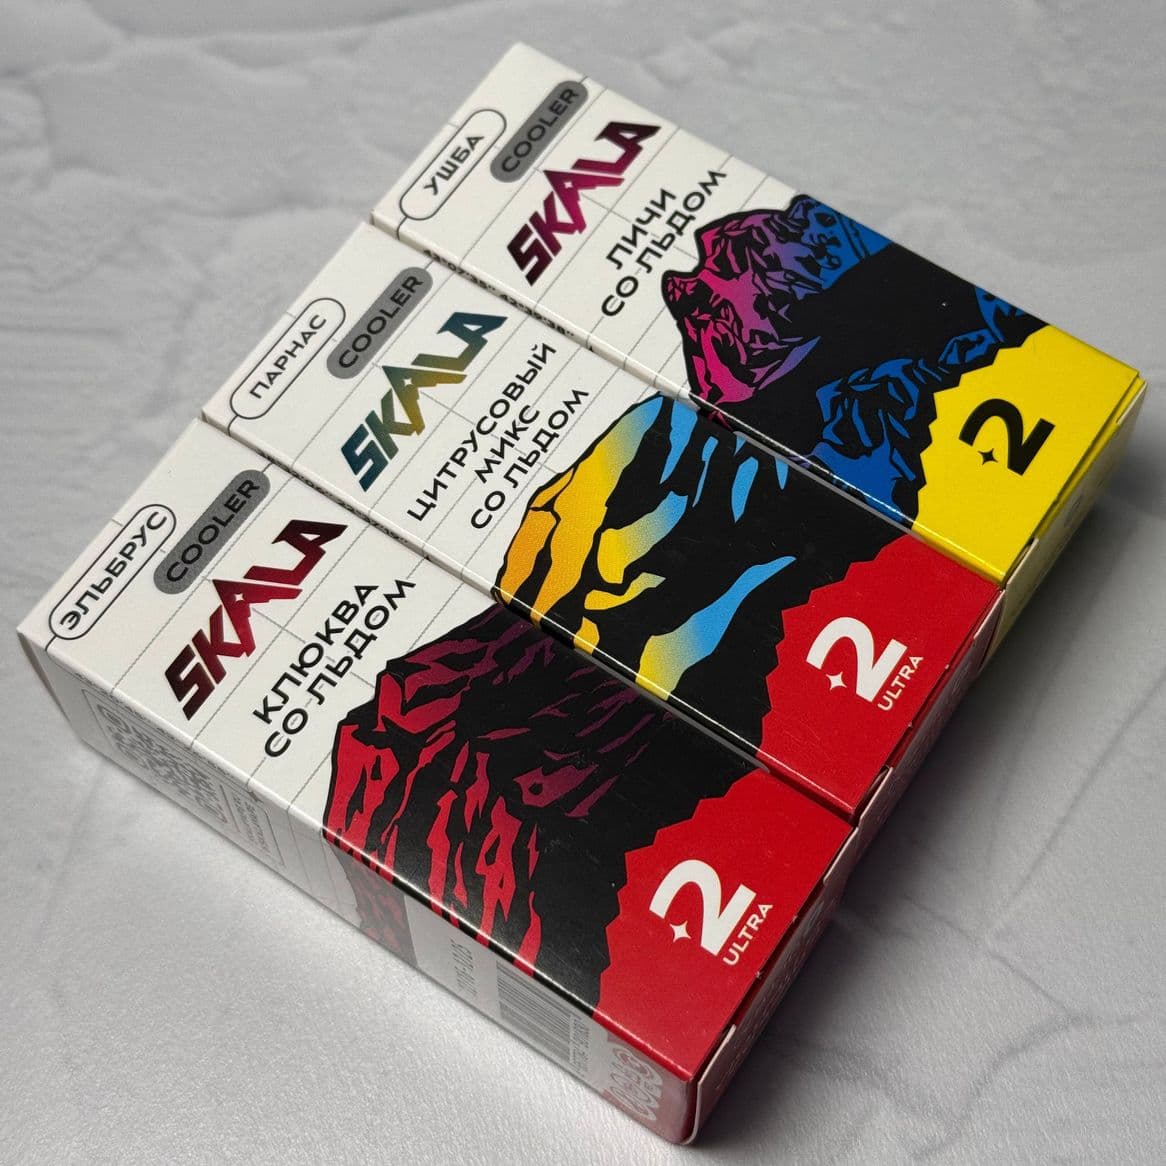 УШБА
COOLER
SKALA
ЛИЧИ
СО ЛЬДОМ
2
ПАРНАС
COOLER
SKALA
ЦИТРУСОВЫЙ
МИКС
СО ЛЬДОМ
2
ULTRA
ЭЛЬБРУС
COOLER
SKALA
КЛЮКВА
СО ЛЬДОМ
2
ULTRA